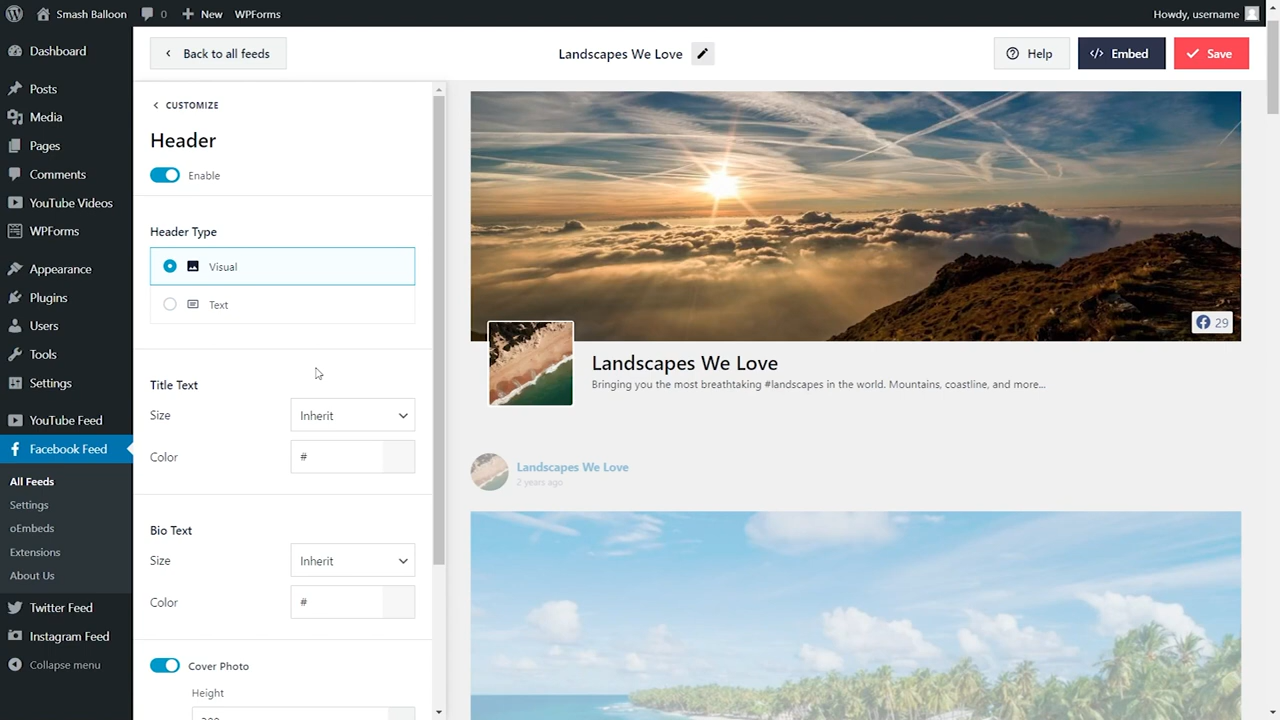 Smash Balloon
0
New
WPForms
Howdy, username
Dashboard
Posts
Media
Pages
Comments
YouTube Videos
WPForms
Appearance
Plugins
Users
Tools
Settings
YouTube Feed
Facebook Feed
All Feeds
Settings
oEmbeds
Extensions
About Us
Twitter Feed
Instagram Feed
Collapse menu
Back to all feeds
Landscapes We Love
Help
Embed
Save
CUSTOMIZE
Header
Enable
Header Type
Visual
Text
Title Text
Size
Inherit
Color
#
Bio Text
Size
Inherit
Color
#
Cover Photo
Height
29
Landscapes We Love
Bringing you the most breathtaking #landscapes in the world. Mountains, coastline, and more...
Landscapes We Love
2 years ago